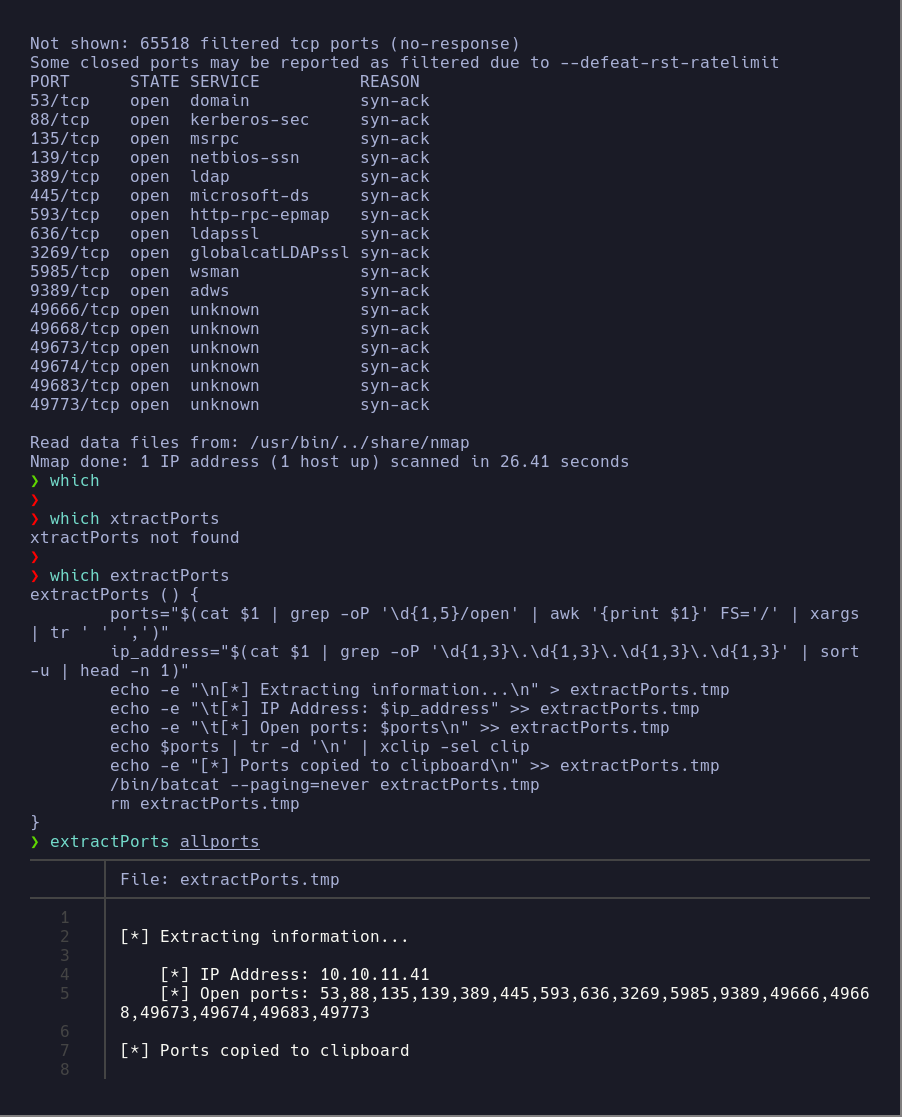 Not shown: 65518 filtered tcp ports (no-response)
Some closed ports may be reported as filtered due to --defeat-rst-ratelimit
PORT      STATE SERVICE          REASON
53/tcp    open  domain           syn-ack
88/tcp    open  kerberos-sec     syn-ack
135/tcp   open  msrpc            syn-ack
139/tcp   open  netbios-ssn      syn-ack
389/tcp   open  ldap             syn-ack
445/tcp   open  microsoft-ds     syn-ack
593/tcp   open  http-rpc-epmap   syn-ack
636/tcp   open  ldapssl          syn-ack
3269/tcp  open  globalcatLDAPssl syn-ack
5985/tcp  open  wsman            syn-ack
9389/tcp  open  adws             syn-ack
49666/tcp open  unknown          syn-ack
49668/tcp open  unknown          syn-ack
49673/tcp open  unknown          syn-ack
49674/tcp open  unknown          syn-ack
49683/tcp open  unknown          syn-ack
49773/tcp open  unknown          syn-ack

Read data files from: /usr/bin/../share/nmap
Nmap done: 1 IP address (1 host up) scanned in 26.41 seconds
❯ which
❯
❯ which xtractPorts
xtractPorts not found
❯
❯ which extractPorts
extractPorts () {
        ports="$(cat $1 | grep -oP '\d{1,5}/open' | awk '{print $1}' FS='/' | xargs
| tr ' ' ',')"
        ip_address="$(cat $1 | grep -oP '\d{1,3}\.\d{1,3}\.\d{1,3}\.\d{1,3}' | sort
-u | head -n 1)"
        echo -e "\n[*] Extracting information...\n" > extractPorts.tmp
        echo -e "\t[*] IP Address: $ip_address" >> extractPorts.tmp
        echo -e "\t[*] Open ports: $ports\n" >> extractPorts.tmp
        echo $ports | tr -d '\n' | xclip -sel clip
        echo -e "[*] Ports copied to clipboard\n" >> extractPorts.tmp
        /bin/batcat --paging=never extractPorts.tmp
        rm extractPorts.tmp
}
❯ extractPorts allports
File: extractPorts.tmp
1
2 [*] Extracting information...
3
4     [*] IP Address: 10.10.11.41
5     [*] Open ports: 53,88,135,139,389,445,593,636,3269,5985,9389,49666,4966
8,49673,49674,49683,49773
6
7 [*] Ports copied to clipboard
8